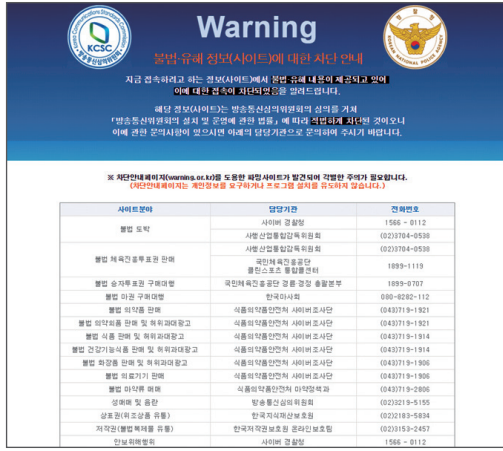 Warning
KCSC
불법·유해 정보(사이트)에 대한 차단 안내
지금 접속하려고 하는 정보(사이트)에서 불법·유해 내용이 제공되고 있어
이에 대한 접속이 차단되었음을 알려드립니다.
해당 정보(사이트)는 방송통신심의위원회의 심의를 거쳐
「방송통신위원회의 설치 및 운영에 관한 법률」에 따라 적법하게 차단된 것이오니
이에 관한 문의사항이 있으시면 아래의 담당기관으로 문의하여 주시기 바랍니다.
※ 차단안내페이지(warning.or.kr)를 도용한 파밍사이트가 발견되어 각별한 주의가 필요합니다.
(차단안내페이지는 개인정보를 요구하거나 프로그램 설치를 유도하지 않습니다.)
사이트분야 담당기관 전화번호
불법 도박 사이버 경찰청 1566 - 0112
사행산업통합감독위원회 (02)3704-0538
불법 체육진흥투표권 판매 사행산업통합감독위원회 (02)3704-0538
국민체육진흥공단
클린스포츠 통합콜센터 1899-1119
불법 승자투표권 구매대행 국민체육진흥공단 경륜·경정 총괄본부 1899-0707
불법 마권 구매대행 한국마사회 080-8282-112
불법 의약품 판매 식품의약품안전처 사이버조사단 (043)719-1921
불법 의약외품 판매 및 허위과대광고 식품의약품안전처 사이버조사단 (043)719-1921
불법 식품 판매 및 허위과대광고 식품의약품안전처 사이버조사단 (043)719-1914
불법 건강기능식품 판매 및 허위과대광고 식품의약품안전처 사이버조사단 (043)719-1914
불법 화장품 판매 및 허위과대광고 식품의약품안전처 사이버조사단 (043)719-1906
불법 의료기기 판매 식품의약품안전처 사이버조사단 (043)719-1906
불법 마약류 매매 식품의약품안전처 마약정책과 (043)719-2806
성매매 및 음란 방송통신심의위원회 (02)3219-5155
상표권(위조상품 유통) 한국지식재산보호원 (02)2183-5834
저작권(불법복제물 유통) 한국저작권보호원 온라인보호팀 (02)3153-2457
안보위해행위 사이버 경찰청 1566 - 0112